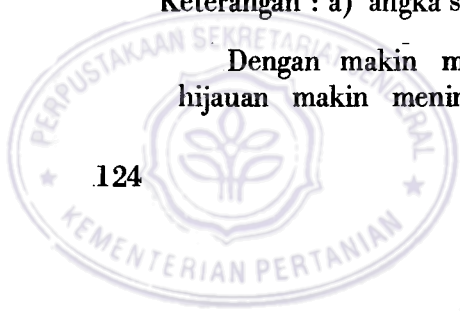 Keterangan : a) angka s
Dengan makin m
hijauan makin menin
124
PERPUSTAKAAN SEKRETARIAT JENDERAL
KEMENTERIAN PERTANIAN